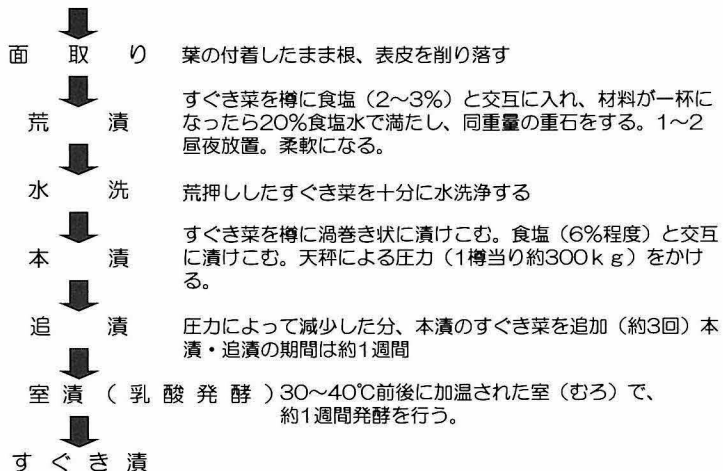 面取り 葉の付着したまま根、表皮を削り落す
すぐき菜を樽に食塩（2～3%）と交互に入れ、材料が一杯に
荒漬 なったら20%食塩水で満たし、同重量の重石をする。1～2
昼夜放置。柔軟になる。
水洗 荒押ししたすぐき菜を十分に水洗浄する
すぐき菜を樽に渦巻き状に漬けこむ。食塩（6%程度）と交互
本漬 に漬けこむ。天秤による圧力（1樽当り約300kg）をかけ
る。
追漬 圧力によって減少した分、本漬のすぐき菜を追加（約3回）本
漬・追漬の期間は約1週間
室漬（乳酸発酵）30～40℃前後に加温された室（むろ）で、
約1週間発酵を行う。
すぐき漬